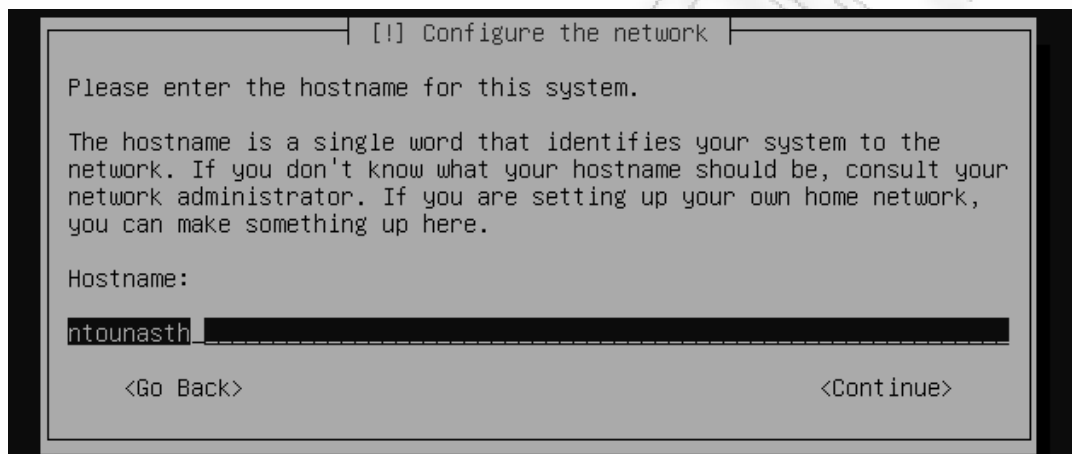 [!] Configure the network
Please enter the hostname for this system.
The hostname is a single word that identifies your system to the
network. If you don't know what your hostname should be, consult your
network administrator. If you are setting up your own home network,
you can make something up here.
Hostname:
ntounasth
<Go Back> <Continue>